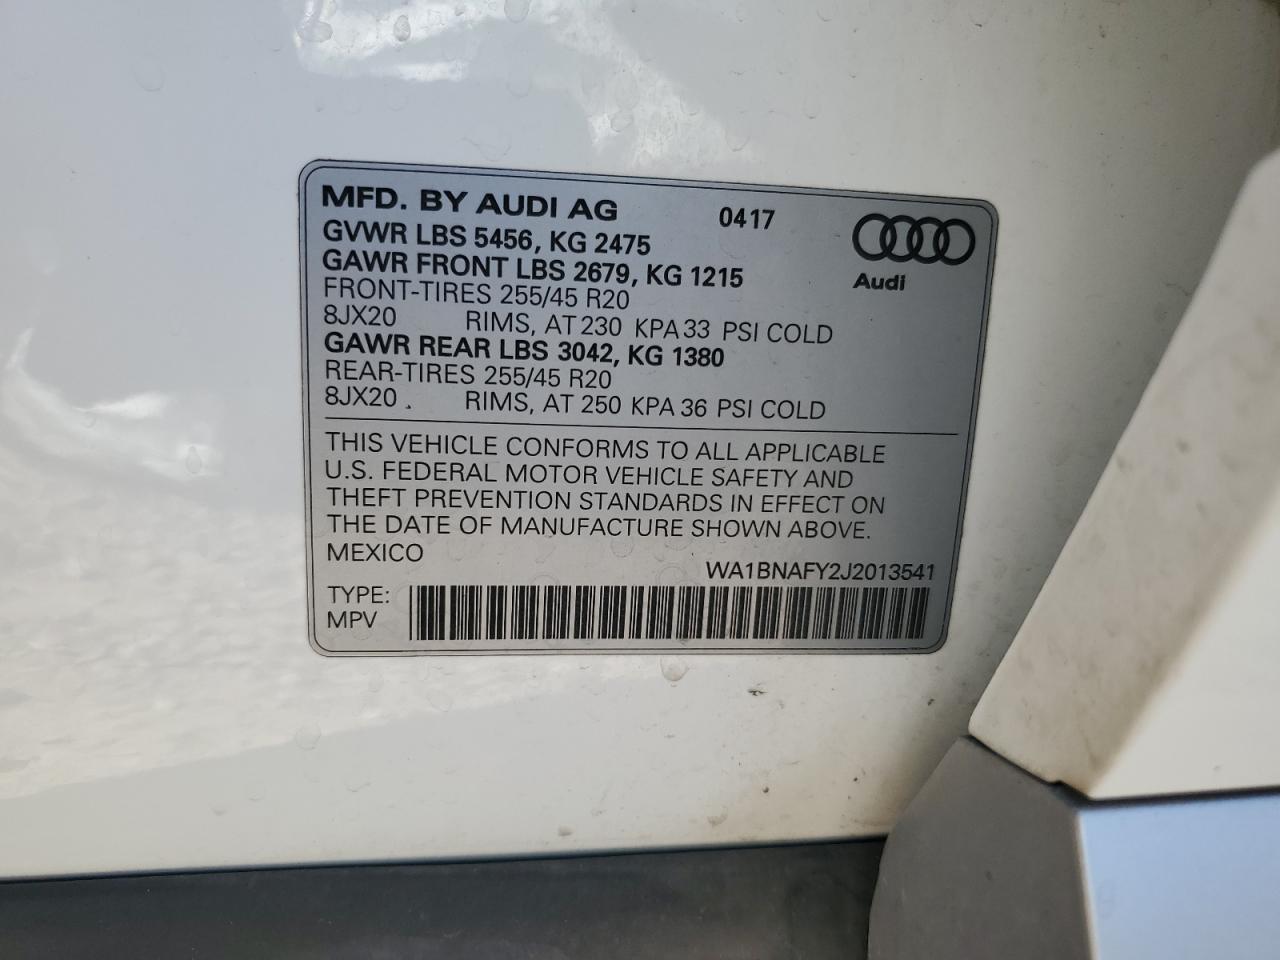 MFD. BY AUDI AG 0417
GVWR LBS 5456, KG 2475
GAWR FRONT LBS 2679, KG 1215
Audi
FRONT-TIRES 255/45 R20
8JX20 RIMS, AT 230 KPA 33 PSI COLD
GAWR REAR LBS 3042, KG 1380
REAR-TIRES 255/45 R20
8JX20 . RIMS, AT 250 KPA 36 PSI COLD
THIS VEHICLE CONFORMS TO ALL APPLICABLE
U.S. FEDERAL MOTOR VEHICLE SAFETY AND
THEFT PREVENTION STANDARDS IN EFFECT ON
THE DATE OF MANUFACTURE SHOWN ABOVE.
MEXICO
WA1BNAFY2J2013541
TYPE:
MPV